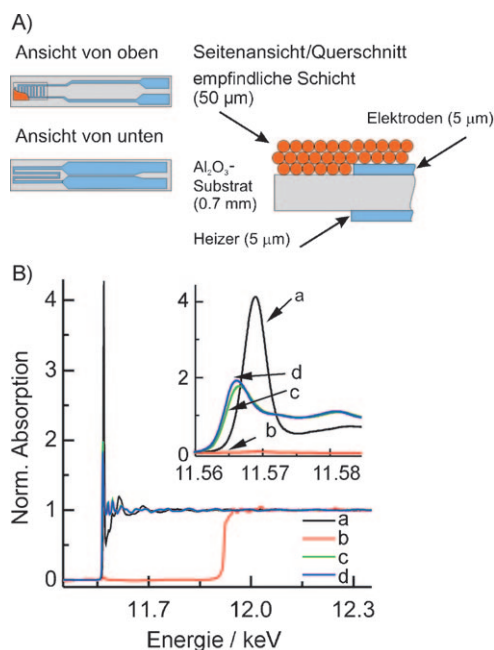 A)
Ansicht von oben
Ansicht von unten
Seitenansicht/Querschnitt
empfindliche Schicht
(50 µm)
Elektroden (5 µm)
Al₂O₃-
Substrat
(0.7 mm)
Heizer (5 µm)
B)
Norm. Absorption
4
3
2
1
0
4
2
0
a
d
c
b
11.56 11.57 11.58
a
b
c
d
11.7 12.0 12.3
Energie / keV